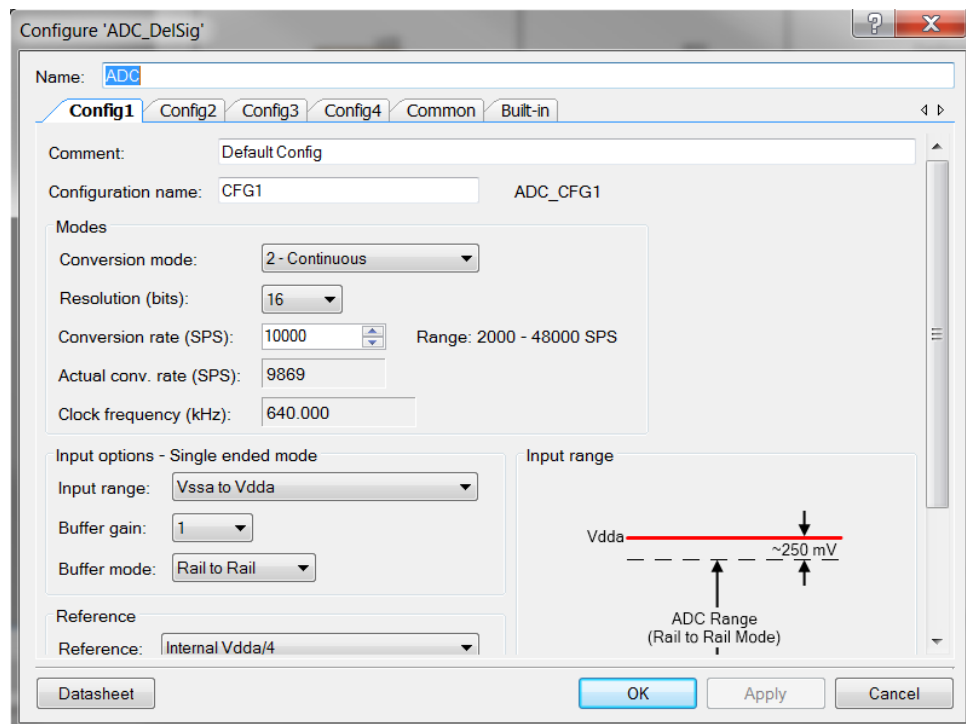 Configure 'ADC_DelSig'
?
X
Name: ADC
Config1 Config2 Config3 Config4 Common Built-in
Comment: Default Config
Configuration name: CFG1 ADC_CFG1
Modes
Conversion mode: 2 - Continuous
Resolution (bits): 16
Conversion rate (SPS): 10000 Range: 2000 - 48000 SPS
Actual conv. rate (SPS): 9869
Clock frequency (kHz): 640.000
Input options - Single ended mode
Input range: Vssa to Vdda
Buffer gain: 1
Buffer mode: Rail to Rail
Input range
Vdda
~250 mV
ADC Range
(Rail to Rail Mode)
Reference
Reference: Internal Vdda/4
Datasheet OK Apply Cancel